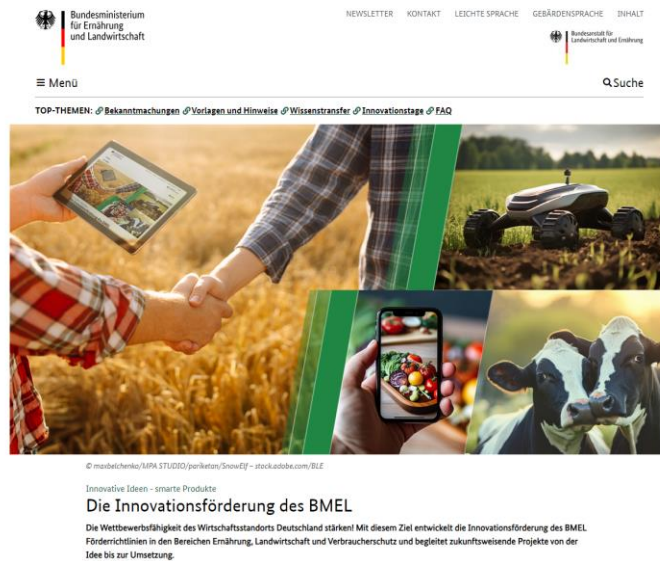 Bundesministerium
für Ernährung
und Landwirtschaft
NEWSLETTER KONTAKT LEICHTE SPRACHE GEBÄRDENSPRACHE INHALT
Bundesanstalt für
Landwirtschaft und Ernährung
Menü
Suche
TOP-THEMEN: Bekanntmachungen Vorlagen und Hinweise Wissenstransfer Innovationstage FAQ
© maxbelchenko/MPA STUDIO/pariketan/SnowElf – stock.adobe.com/BLE
Innovative Ideen - smarte Produkte
Die Innovationsförderung des BMEL
Die Wettbewerbsfähigkeit des Wirtschaftsstandorts Deutschland stärken! Mit diesem Ziel entwickelt die Innovationsförderung des BMEL
Förderrichtlinien in den Bereichen Ernährung, Landwirtschaft und Verbraucherschutz und begleitet zukunftsweisende Projekte von der
Idee bis zur Umsetzung.